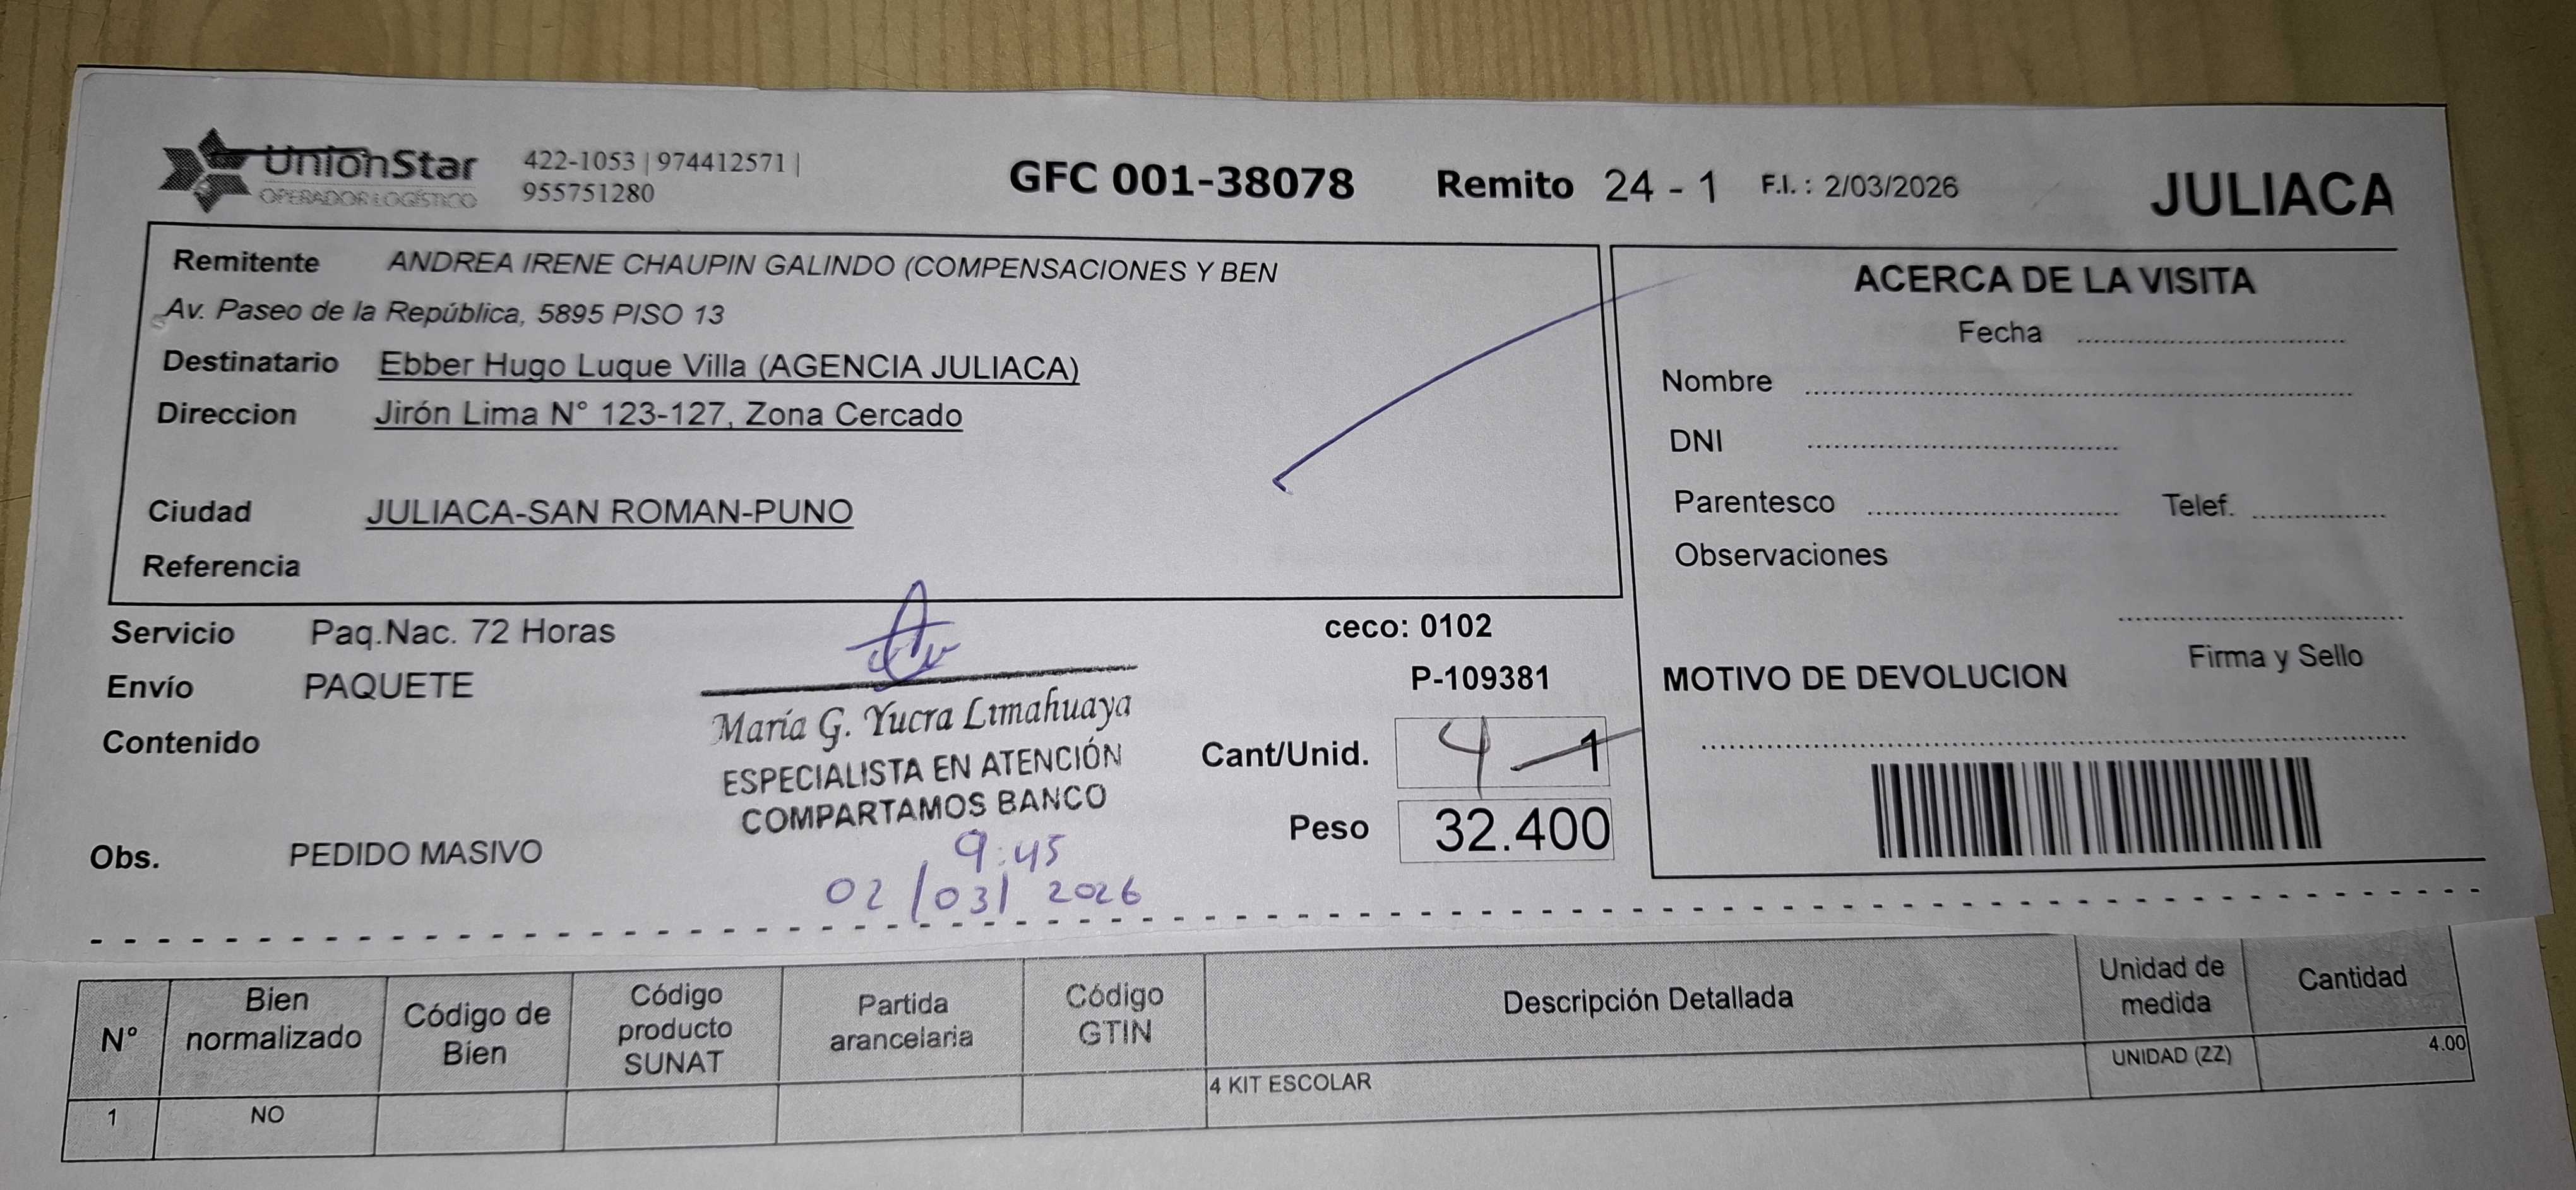 UnionStar
OPERADOR LOGÍSTICO
422-1053 | 974412571 |
955751280
GFC 001-38078
Remito 24 - 1
F.I. : 2/03/2026
JULIACA
Remitente ANDREA IRENE CHAUPIN GALINDO (COMPENSACIONES Y BEN
Av. Paseo de la República, 5895 PISO 13
Destinatario Ebber Hugo Luque Villa (AGENCIA JULIACA)
Direccion Jirón Lima N° 123-127, Zona Cercado
Ciudad JULIACA-SAN ROMAN-PUNO
Referencia
ACERCA DE LA VISITA
Fecha
Nombre
DNI
Parentesco Telef.
Observaciones
Firma y Sello
MOTIVO DE DEVOLUCION
Servicio Paq.Nac. 72 Horas
Envío PAQUETE
Contenido
Obs. PEDIDO MASIVO
María G. Yucra Limahuaya
ESPECIALISTA EN ATENCIÓN
COMPARTAMOS BANCO
9:45
02/03/2026
ceco: 0102
P-109381
Cant/Unid. 4 1
Peso 32.400
N° Bien normalizado Código de Bien Código producto SUNAT Partida arancelaria Código GTIN Descripción Detallada Unidad de medida Cantidad
1 NO 4 KIT ESCOLAR UNIDAD (ZZ) 4.00